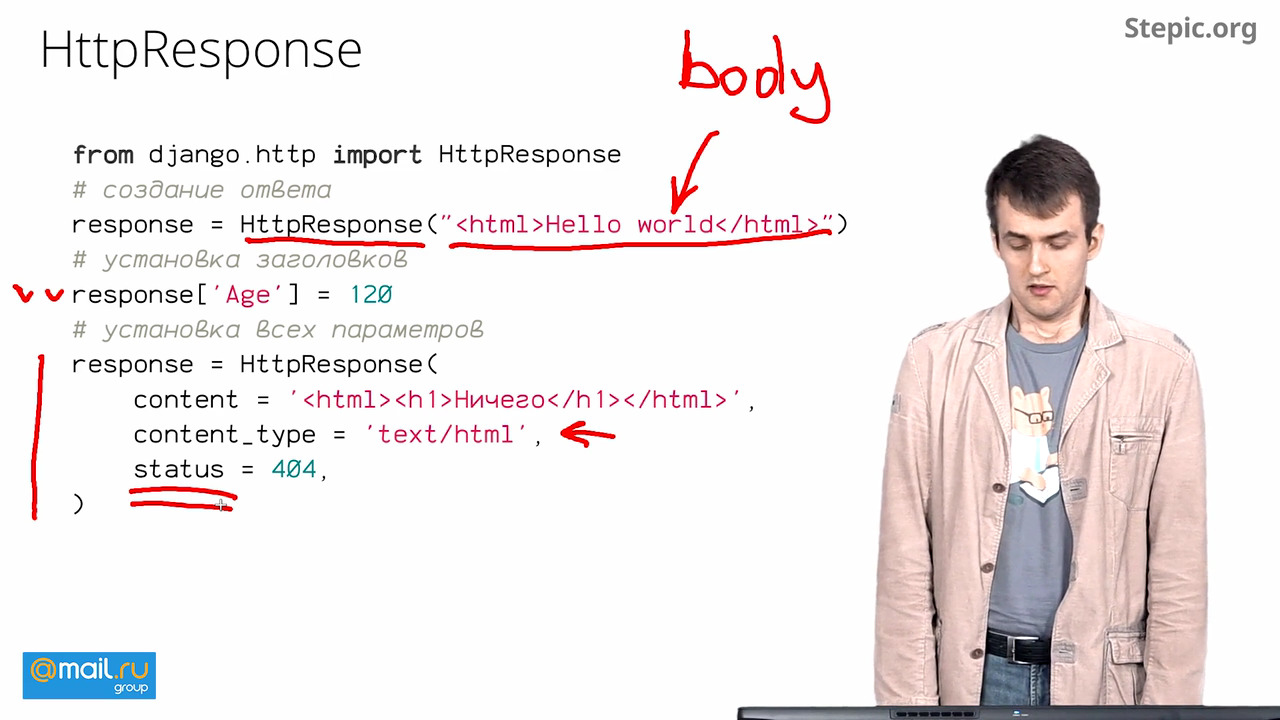 HttpResponse
Stepic.org
body
from django.http import HttpResponse
# создание ответа
response = HttpResponse("<html>Hello world</html>")
# установка заголовков
response['Age'] = 120
# установка всех параметров
response = HttpResponse(
content = '<html><h1>Ничего</h1></html>',
content_type = 'text/html',
status = 404,
)
@mail.ru
group